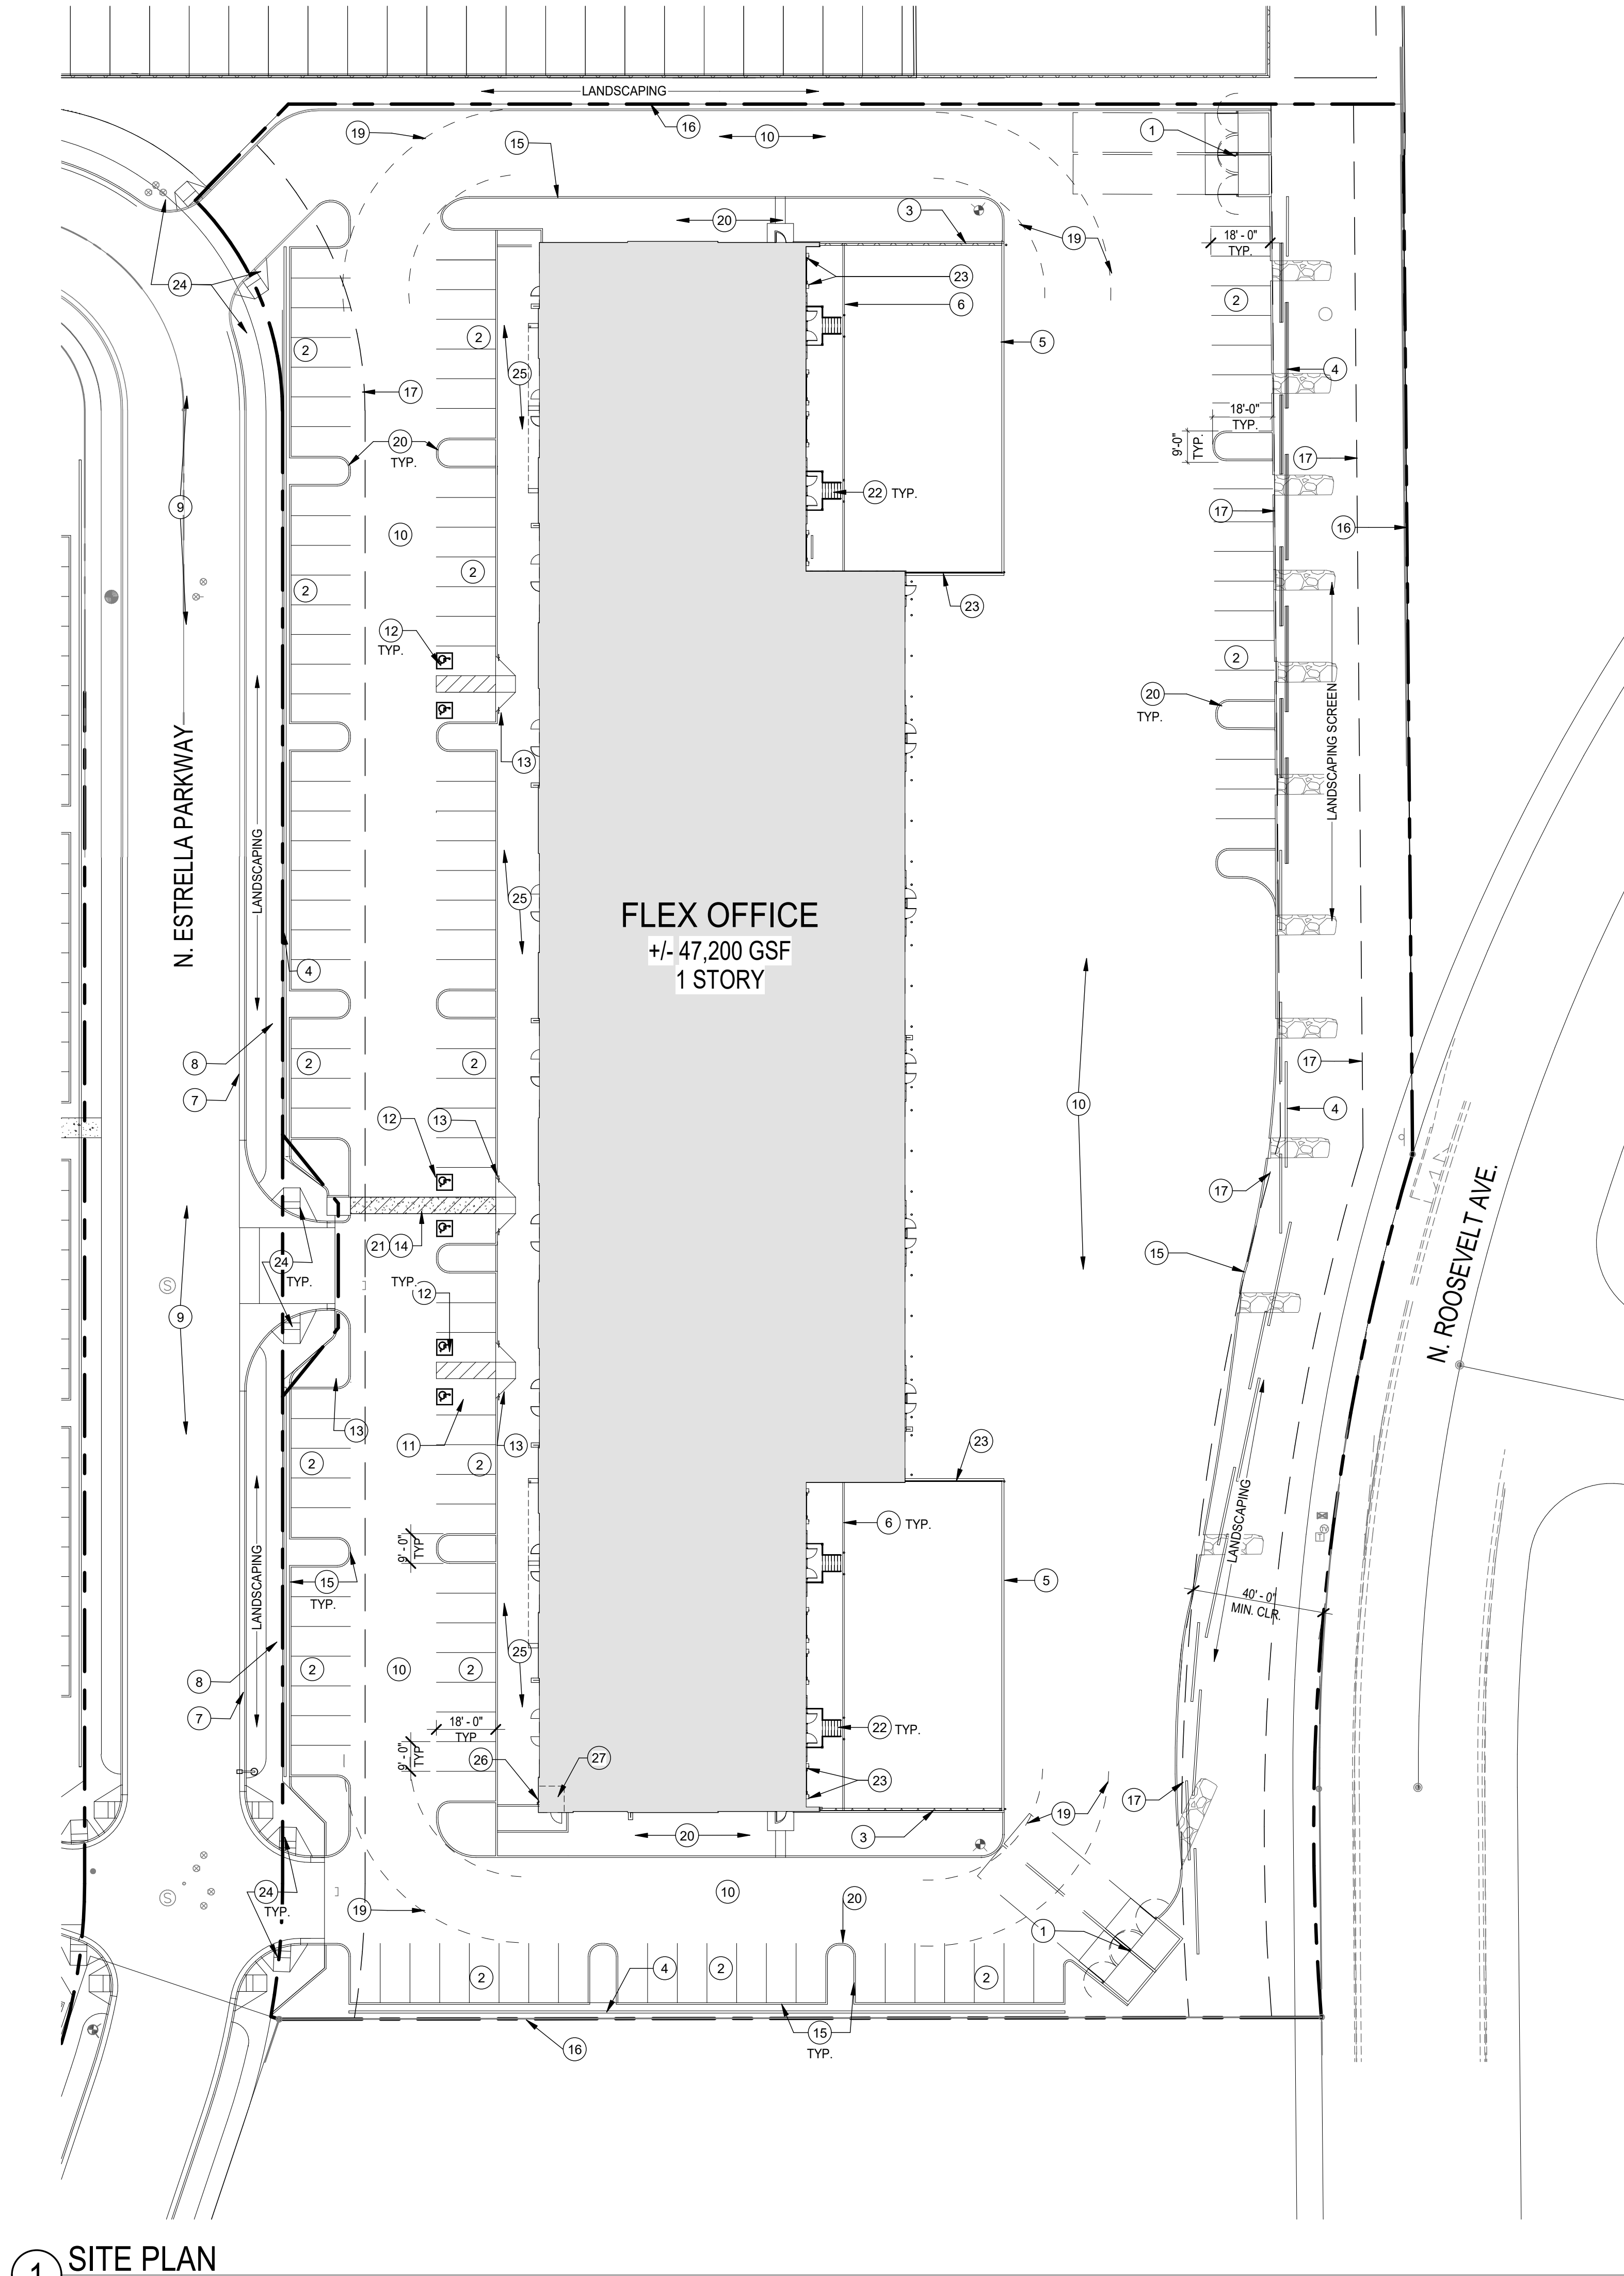 LANDSCAPING
19
16
10
1
15
20
3
19
18' - 0"
TYP.
24
23
6
2
2
2
5
25
4
17
18'-0"
TYP.
9'-0"
TYP.
20
TYP.
17
9
22 TYP.
17
16
10
2
2
23
12
TYP.
2
20
TYP.
LANDSCAPING SCREEN
13
N. ESTRELLA PARKWAY
LANDSCAPING
25
FLEX OFFICE
+/- 47,200 GSF
1 STORY
4
8
2
2
17
7
10
4
12
13
17
N. ROOSEVELT AVE.
21
14
15
24
TYP.
TYP.
12
9
13
11
13
23
2
2
LANDSCAPING
6 TYP.
9' - 0"
TYP
LANDSCAPING
15
TYP.
5
40' - 0"
MIN. CLR.
25
8
2
10
2
7
18' - 0"
TYP
22 TYP.
9' - 0"
TYP
26
27
23
17
19
20
3
24
TYP.
19
10
20
1
4
2
2
2
15
TYP.
16
S
S
1
SITE PLAN